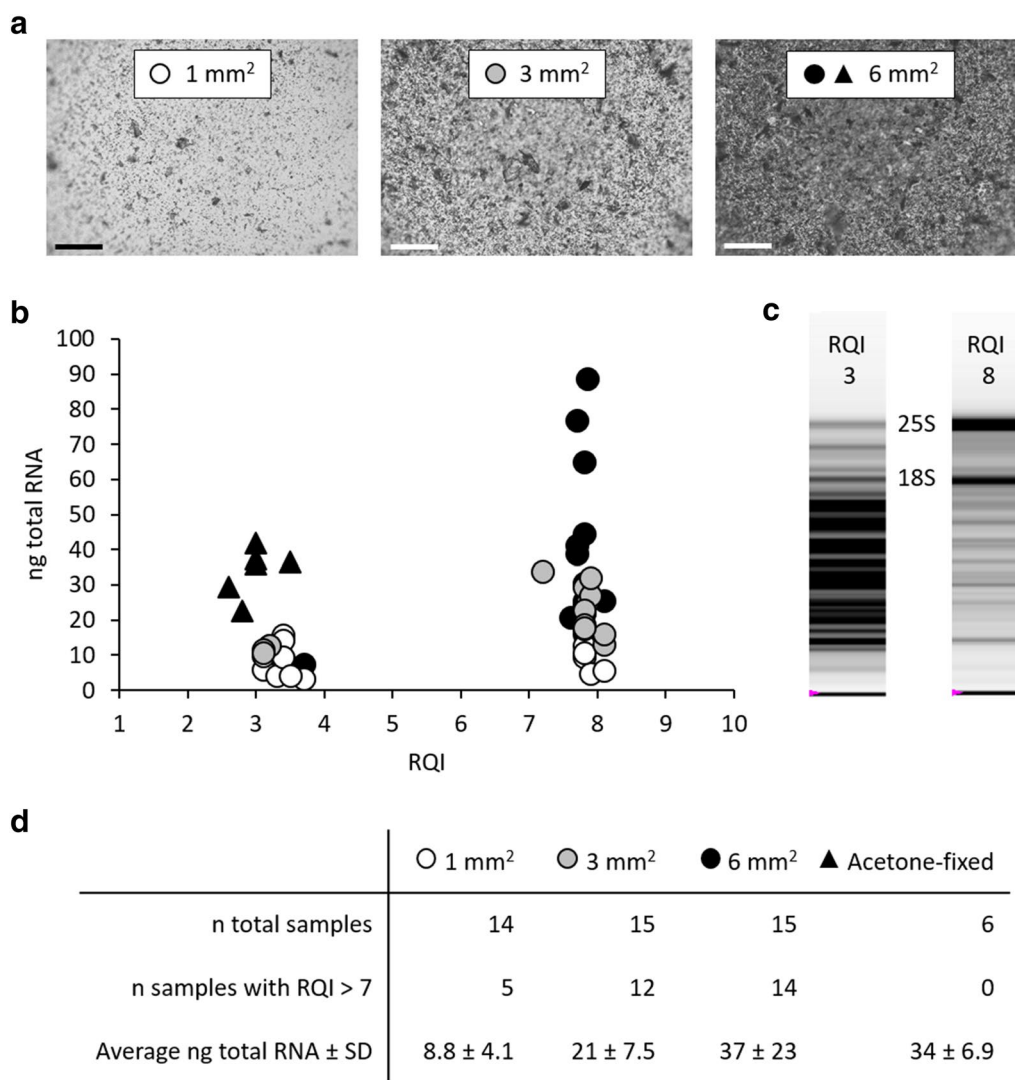 a
1 mm²
3 mm²
6 mm²
b
100
90
80
70
60
50
40
30
20
10
0
ng total RNA
1 2 3 4 5 6 7 8 9 10
RQI
c
RQI
3
RQI
8
25S
18S
d
1 mm² 3 mm² 6 mm² Acetone-fixed
n total samples 14 15 15 6
n samples with RQI > 7 5 12 14 0
Average ng total RNA ± SD 8.8 ± 4.1 21 ± 7.5 37 ± 23 34 ± 6.9